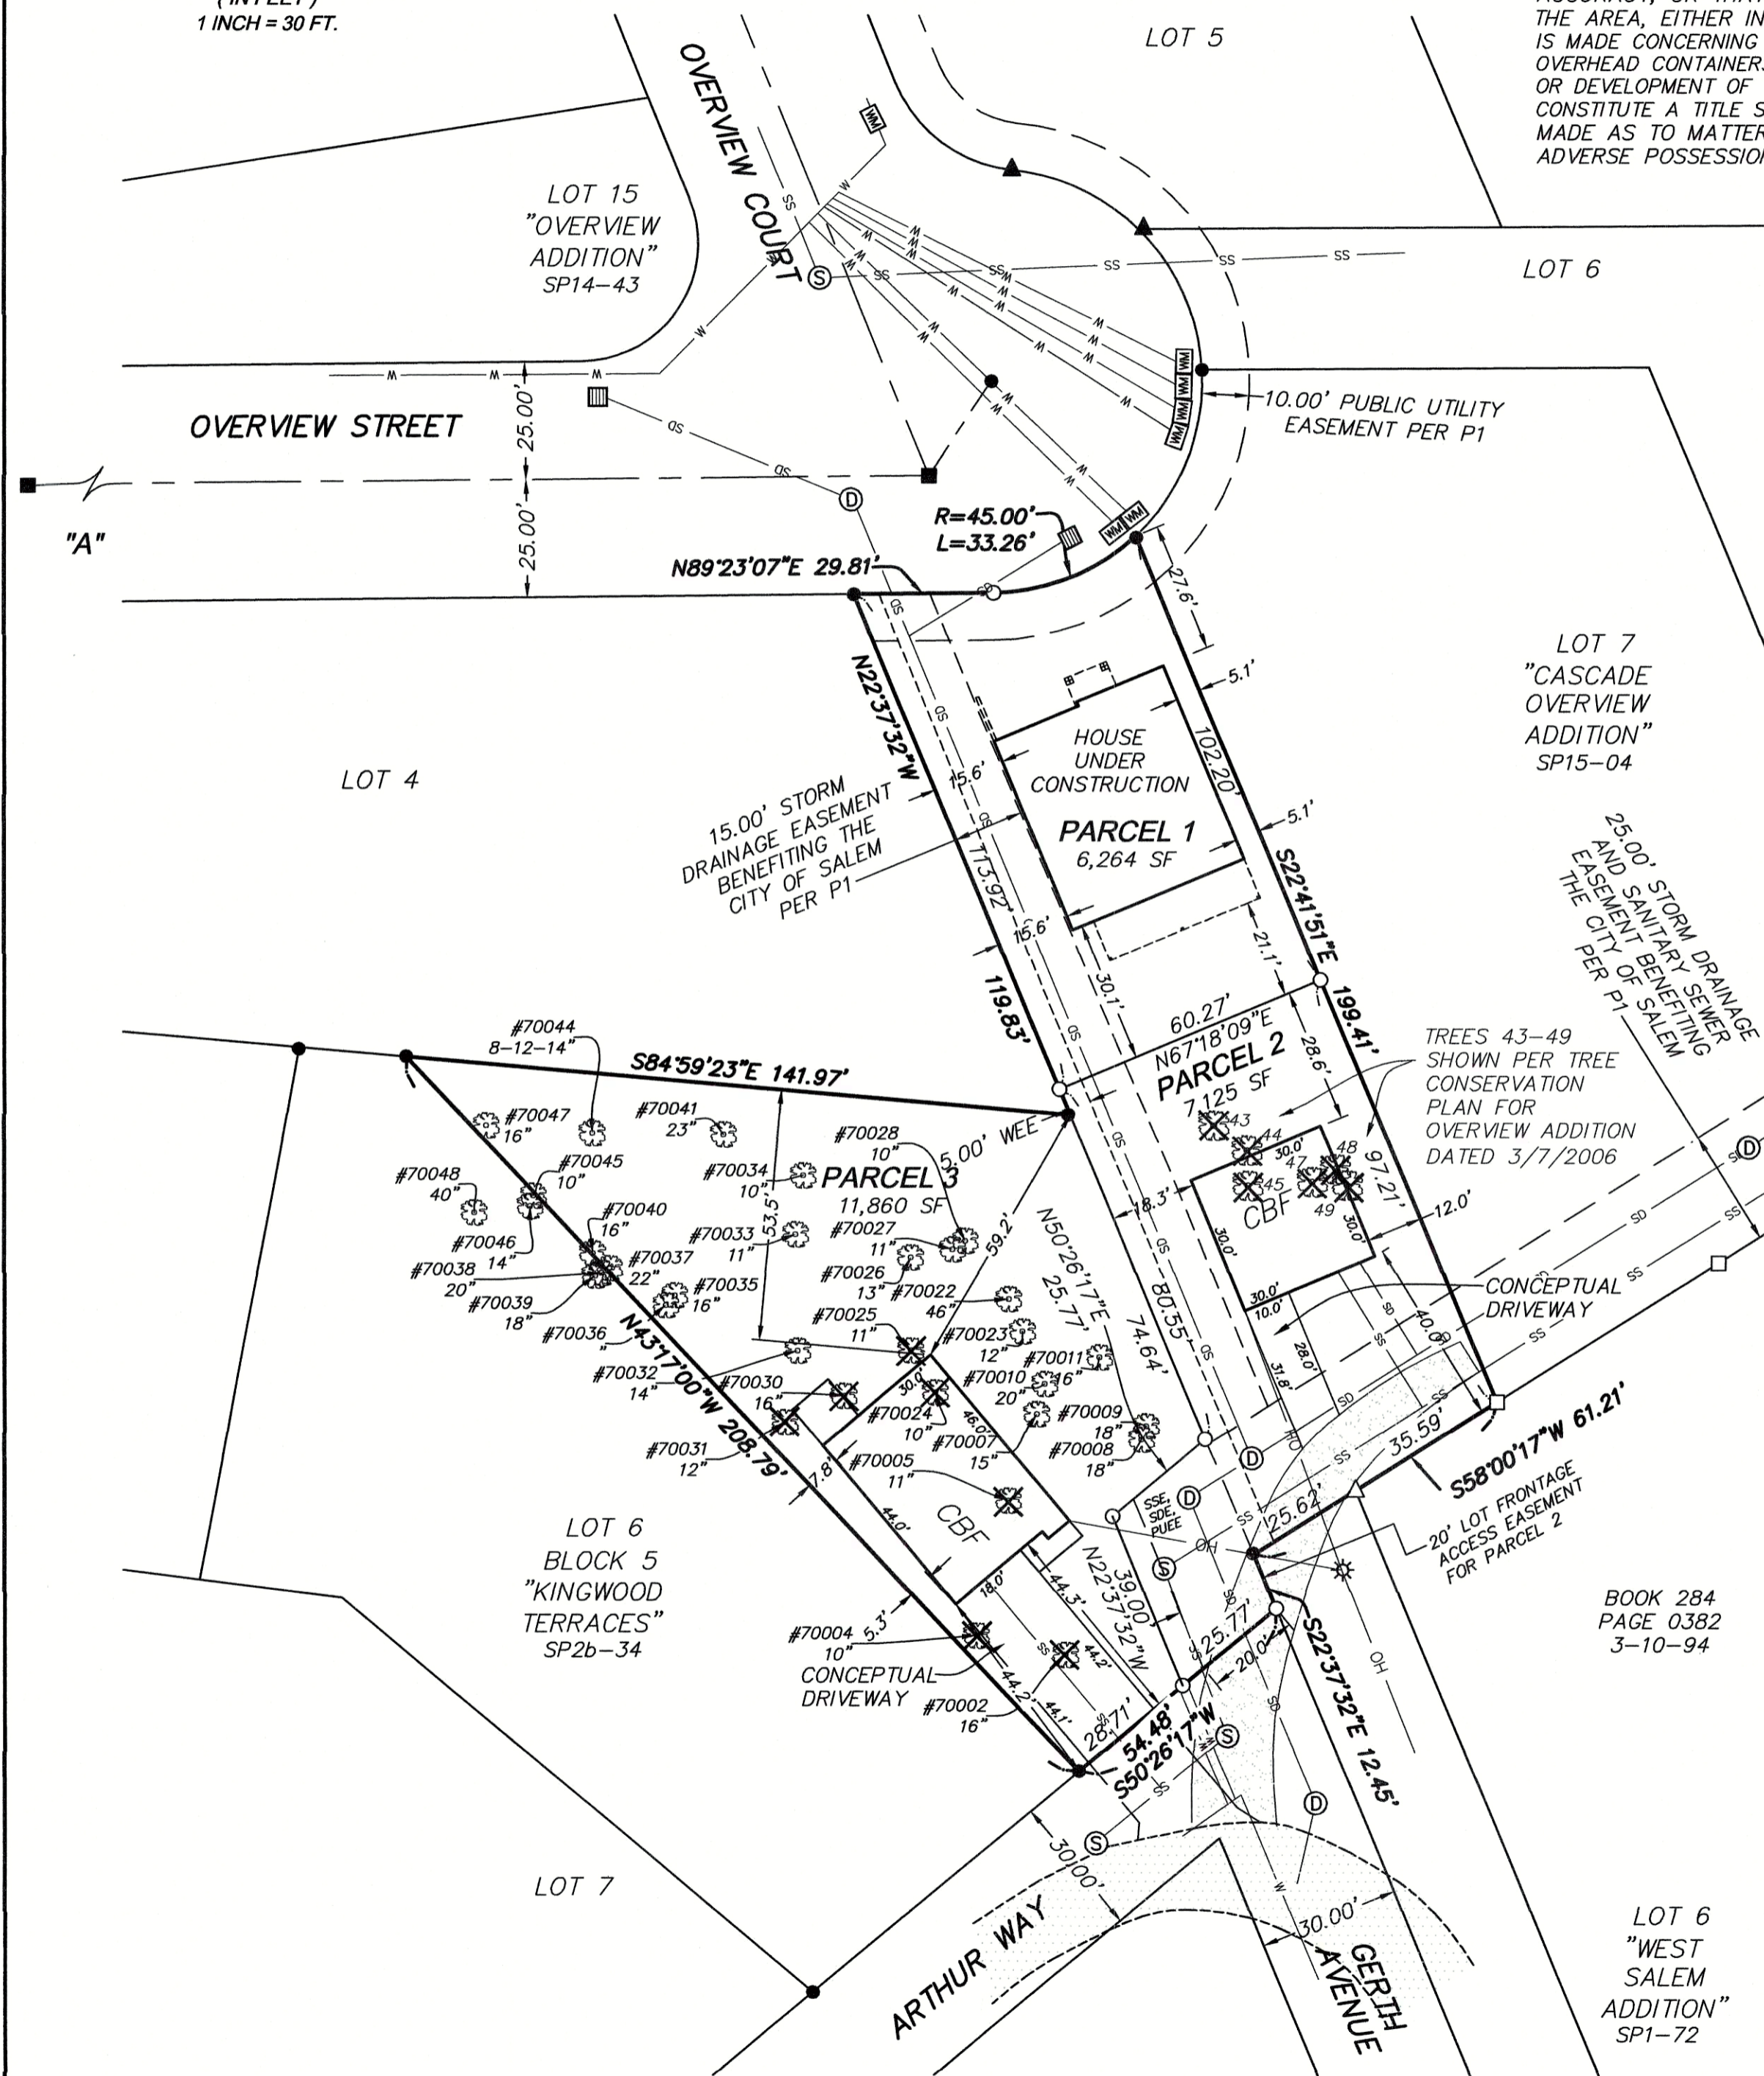 ( IN FEET )
1 INCH = 30 FT.
THE AREA, EITHER IN
IS MADE CONCERNING
OVERHEAD CONTAINERS
OR DEVELOPMENT OF
CONSTITUTE A TITLE S
MADE AS TO MATTER
ADVERSE POSSESSION
LOT 5
OVERVIEW COURT
LOT 15
"OVERVIEW
ADDITION"
SP14-43
LOT 6
WM
W
SS
S
10.00' PUBLIC UTILITY
EASEMENT PER P1
OVERVIEW STREET
25.00'
25.00'
"A"
SD
D
R=45.00'
L=33.26'
WM WM
N89°23'07"E 29.81'
27.6'
5.1'
LOT 7
"CASCADE
OVERVIEW
ADDITION"
SP15-04
N22°37'32"W
119.83'
HOUSE
UNDER
CONSTRUCTION
102.20'
PARCEL 1
6,264 SF
15.6'
113.92'
15.6'
5.1'
S22°41'51"E
199.41'
LOT 4
15.00' STORM
DRAINAGE EASEMENT
BENEFITING THE
CITY OF SALEM
PER P1
25.00' STORM DRAINAGE
AND SANITARY SEWER
EASEMENT BENEFITING
THE CITY OF SALEM
PER P1
21.1'
30.1'
60.27'
N67°18'09"E
PARCEL 2
7,125 SF
28.6'
TREES 43-49
SHOWN PER TREE
CONSERVATION
PLAN FOR
OVERVIEW ADDITION
DATED 3/7/2006
43
44
45
47
48
49
30.0'
CBF
30.0'
30.0'
30.0'
10.0'
18.3'
97.21'
12.0'
CONCEPTUAL
DRIVEWAY
40.0'
28.0'
31.8'
S84°59'23"E 141.97'
5.00' WEE
PARCEL 3
11,860 SF
53.5'
59.2'
#70044
8-12-14"
#70047
16"
#70041
23"
#70028
10"
#70034
10"
#70045
10"
#70048
40"
#70040
16"
#70033
11"
#70027
11"
#70046
14"
#70037
22"
#70038
20"
#70026
13"
#70022
46"
#70035
16"
#70039
18"
#70025
11"
#70023
12"
#70036
"
#70011
16"
#70032
14"
#70030
16"
#70010
20"
#70024
10"
#70009
18"
#70007
15"
#70008
18"
#70031
12"
#70005
11"
N43°17'00"W 208.79'
N50°26'17"E
25.77'
74.64'
80.55'
30.0'
46.0'
7.8'
44.0'
CBF
18.0'
44.3'
5.3'
#70004
10"
CONCEPTUAL
DRIVEWAY
#70002
16"
44.2'
44.2'
44.1'
SSE,
SDE,
PUEE
39.00'
N22°37'32"W
OH
25.62'
35.59'
S58°00'17"W 61.21'
20' LOT FRONTAGE
ACCESS EASEMENT
FOR PARCEL 2
25.77'
20.0'
28.71'
54.48'
S50°26'17"W
S22°37'32"E 12.45'
OH
LOT 6
BLOCK 5
"KINGWOOD
TERRACES"
SP2b-34
BOOK 284
PAGE 0382
3-10-94
LOT 7
30.00'
ARTHUR WAY
30.00'
GERTH
AVENUE
LOT 6
"WEST
SALEM
ADDITION"
SP1-72